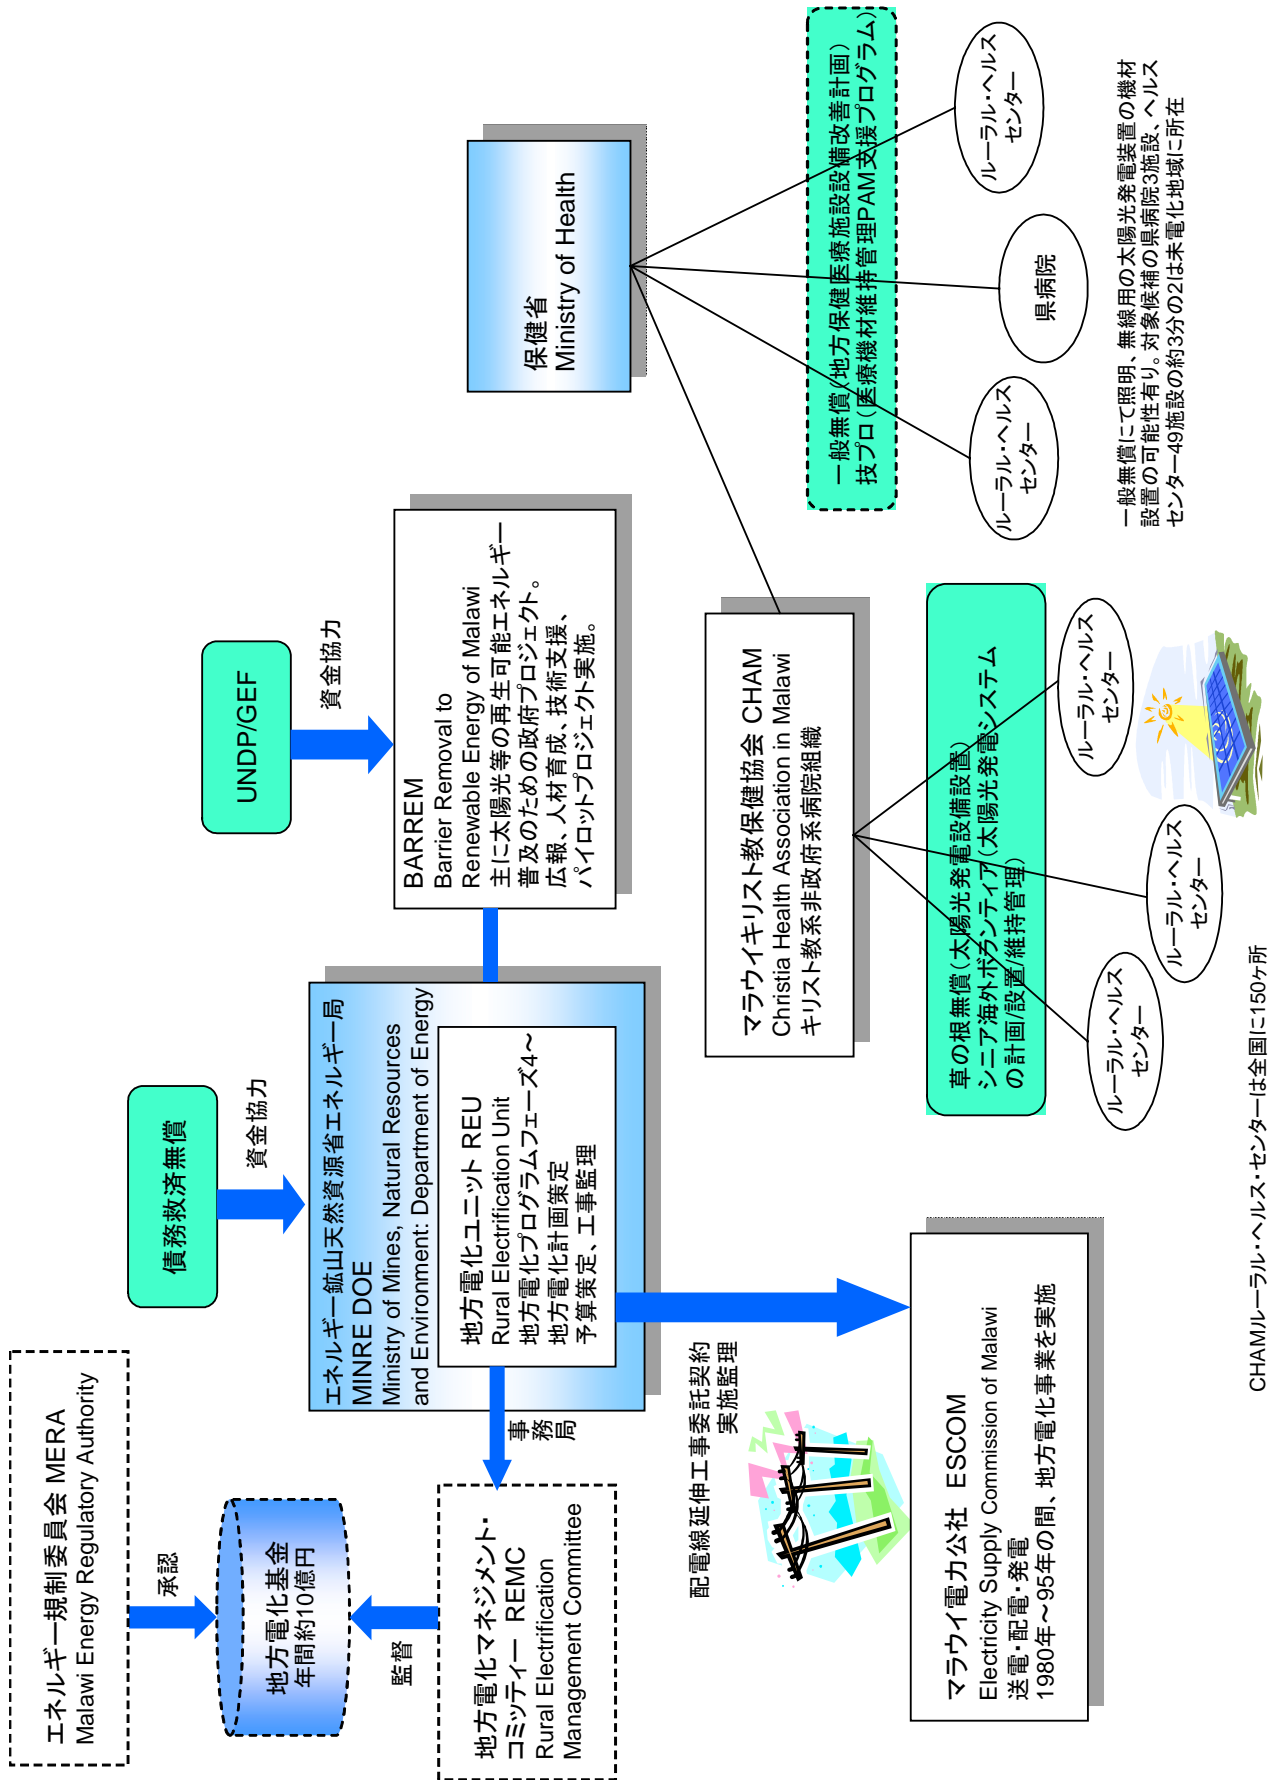 エネルギー規制委員会 MERA
Malawi Energy Regulatory Authority
承認
地方電化基金
年間約10億円
監督
地方電化マネジメント・
コミッティー REMC
Rural Electrification
Management Committee
事
務
局
債務救済無償
資金協力
エネルギー鉱山天然資源省エネルギー局
MINRE DOE
Ministry of Mines, Natural Resources
and Environment: Department of Energy
地方電化ユニット REU
Rural Electrification Unit
地方電化プログラムフェーズ4～
地方電化計画策定
予算策定、工事監理
配電線延伸工事委託契約
実施監理
マラウイ電力公社 ESCOM
Electricity Supply Commission of Malawi
送電・配電・発電
1980年～95年の間、地方電化事業を実施
UNDP/GEF
資金協力
BARREM
Barrier Removal to
Renewable Energy of Malawi
主に太陽光等の再生可能エネルギー
普及のための政府プロジェクト。
広報、人材育成、技術支援、
パイロットプロジェクト実施。
マラウイキリスト教保健協会 CHAM
Christia Health Association in Malawi
キリスト教系非政府系病院組織
草の根無償(太陽光発電設備設置)
シニア海外ボランティア(太陽光発電システム
の計画/設置/維持管理)
ルーラル・ヘルス
センター
ルーラル・ヘルス
センター
ルーラル・ヘルス
センター
CHAMルーラル・ヘルス・センターは全国に150ヶ所
保健省
Ministry of Health
一般無償(地方保健医療施設設備改善計画)
技プロ(医療機材維持管理PAM支援プログラム)
ルーラル・ヘルス
センター
県病院
ルーラル・ヘルス
センター
一般無償にて照明、無線用の太陽光発電装置の機材
設置の可能性有り。対象候補の県病院3施設、ヘルス
センター49施設の約3分の2は未電化地域に所在